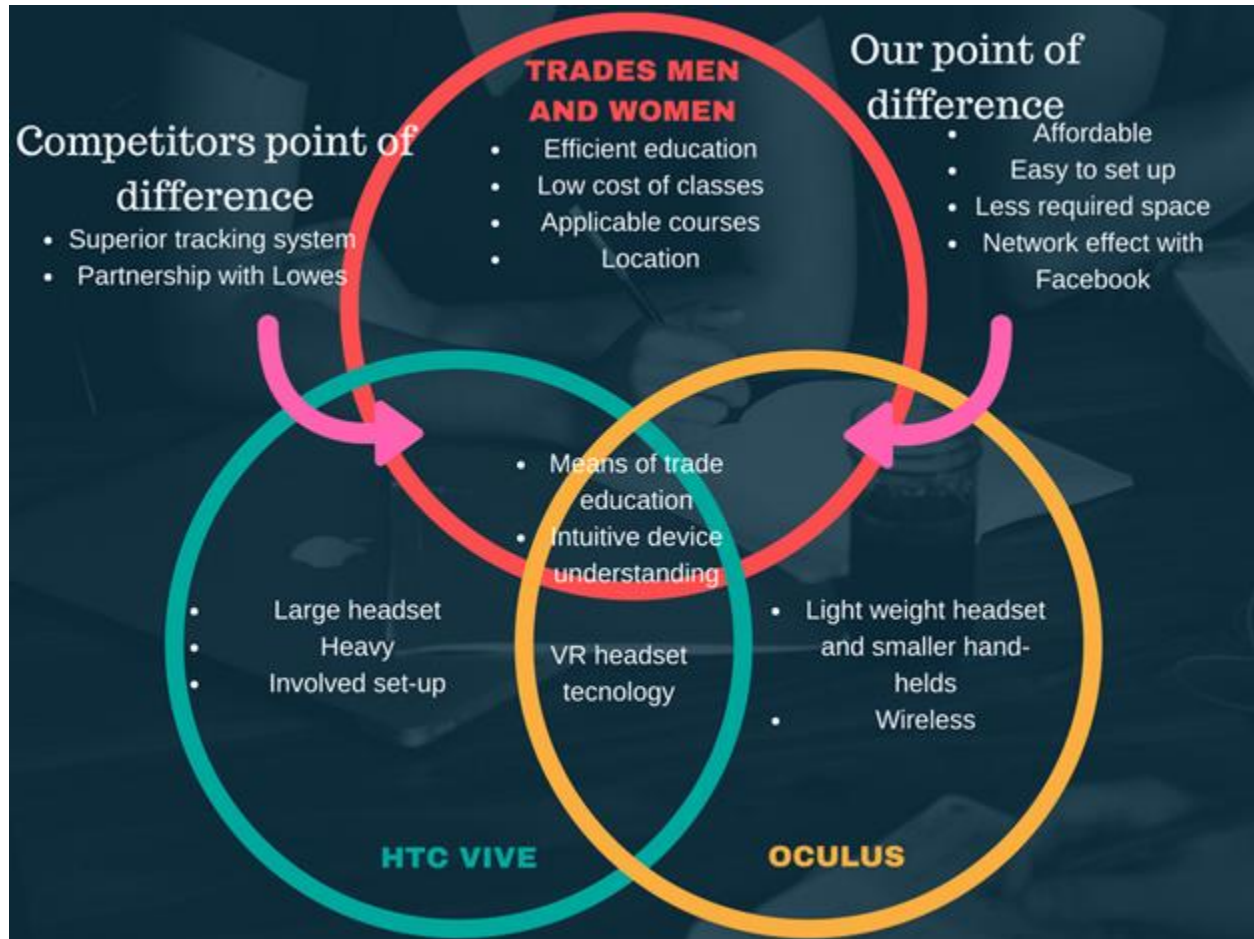 TRADES MEN
AND WOMEN
• Efficient education
• Low cost of classes
• Applicable courses
• Location
Competitors point of
difference
• Superior tracking system
• Partnership with Lowes
Our point of
difference
• Affordable
• Easy to set up
• Less required space
• Network effect with
Facebook
• Means of trade
education
• Intuitive device
understanding
• Large headset
• Heavy
• Involved set-up
VR headset
tecnology
• Light weight headset
and smaller hand-
helds
• Wireless
HTC VIVE
OCULUS